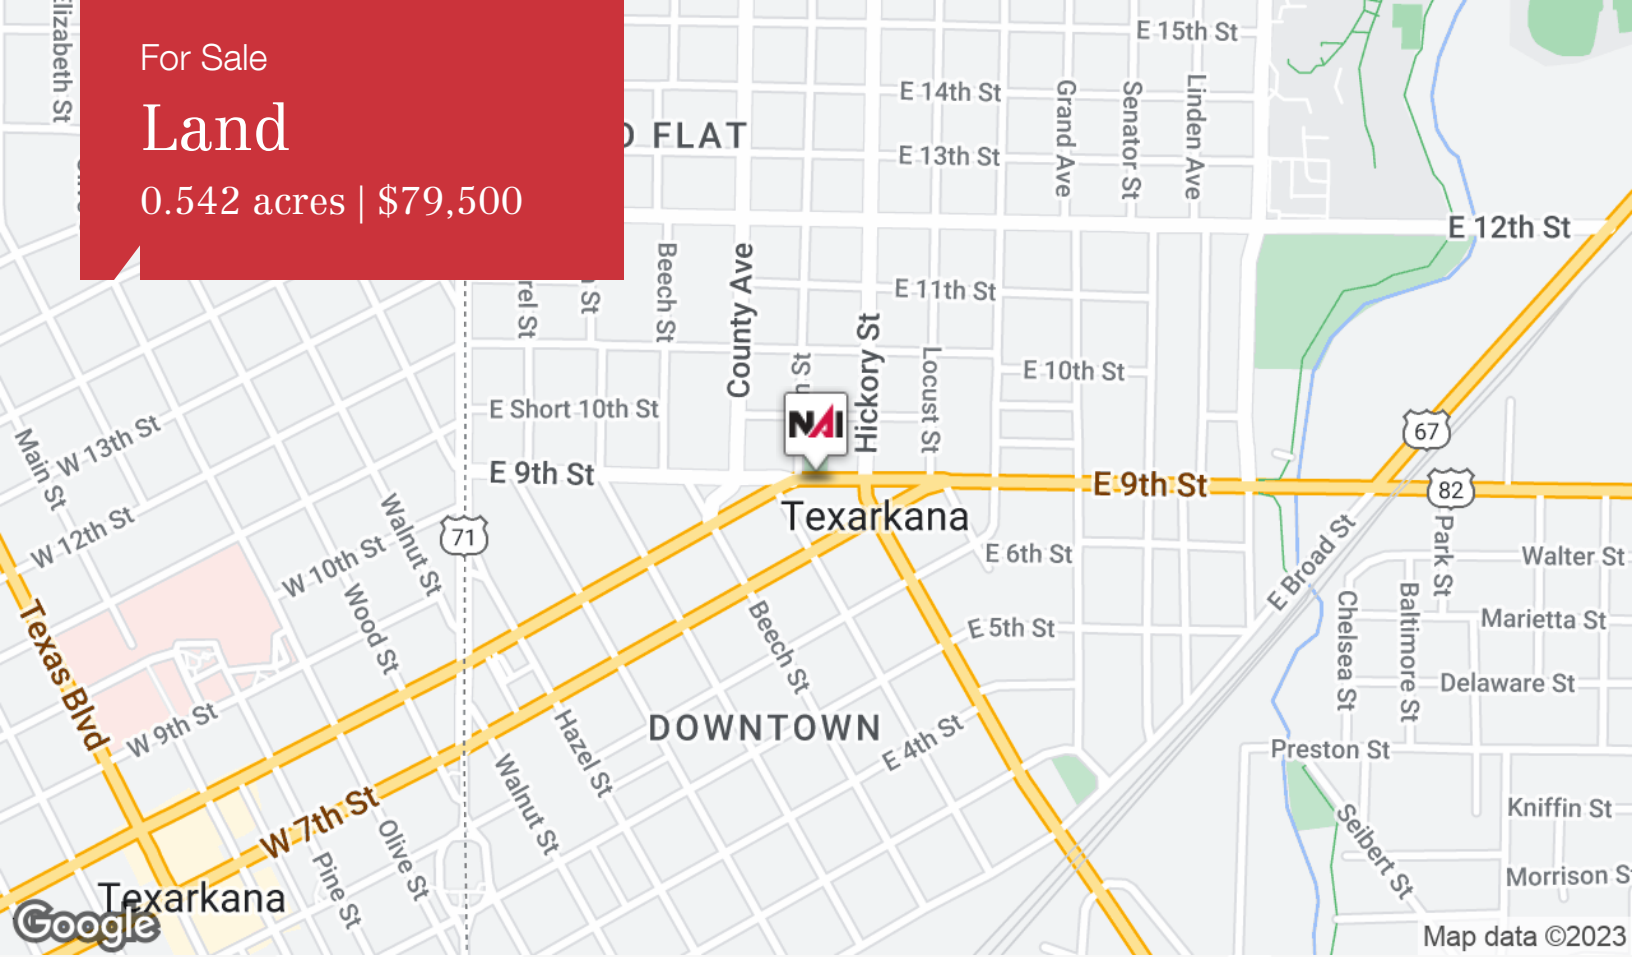 For Sale
Land
0.542 acres | $79,500
Elizabeth St
E 15th St
E 14th St
Grand Ave
Senator St
Linden Ave
FLAT
E 13th St
E 12th St
Beech St
County Ave
E 11th St
Hickory St
Locust St
E 10th St
E Short 10th St
NAI
67
W 13th St
Main St
E 9th St
E 9th St
82
W 12th St
Walnut St
71
Texarkana
W 10th St
E 6th St
E Broad St
Park St
Walter St
Texas Blvd
Wood St
Beech St
E 5th St
Chelsea St
Baltimore St
Marietta St
Delaware St
W 9th St
Hazel St
DOWNTOWN
E 4th St
Preston St
W 7th St
Walnut St
Olive St
Pine St
Seibert St
Kniffin St
Morrison S
Texarkana
Google
Map data ©2023